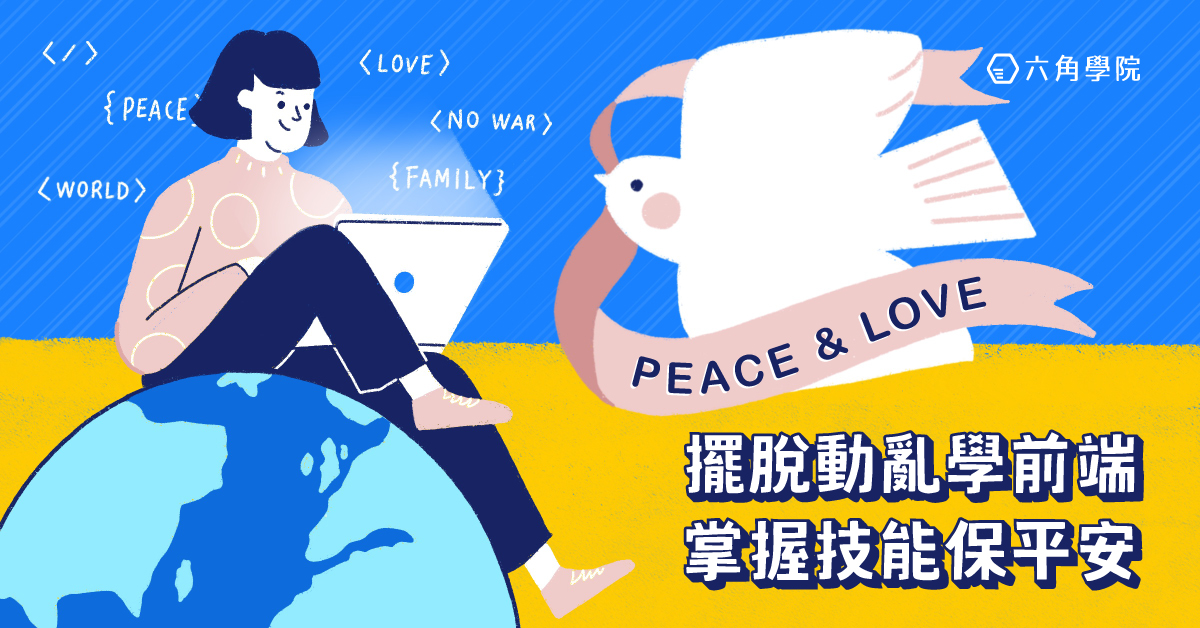 </>
<LOVE>
{PEACE}
<NO WAR>
<WORLD>
{FAMILY}
六角學院
PEACE & LOVE
擺脫動亂學前端
掌握技能保平安